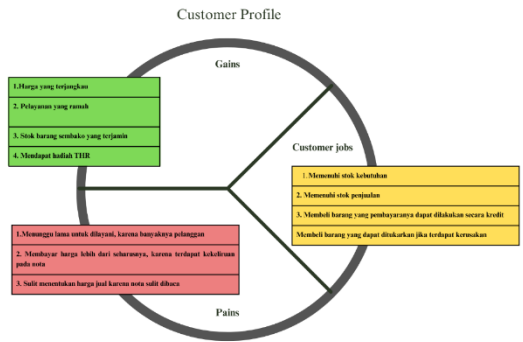 Customer Profile
Gains
1.Harga yang terjangkau
2. Pelayanan yang ramah
3. Stok barang sembako yang terjamin
4. Mendapat hadiah THR
Customer jobs
1. Memenuhi stok kebutuhan
2. Memenuhi stok penjualan
3. Membeli barang yang pembayaranya dapat dilakukan secara kredit
Membeli barang yang dapat ditukarkan jika terdapat kerusakan
1.Menunggu lama untuk dilayani, karena banyaknya pelanggan
2. Membayar harga lebih dari seharusnya, karena terdapat kekeliruan
pada nota
3. Sulit menentukan harga jual karena nota sulit dibaca
Pains